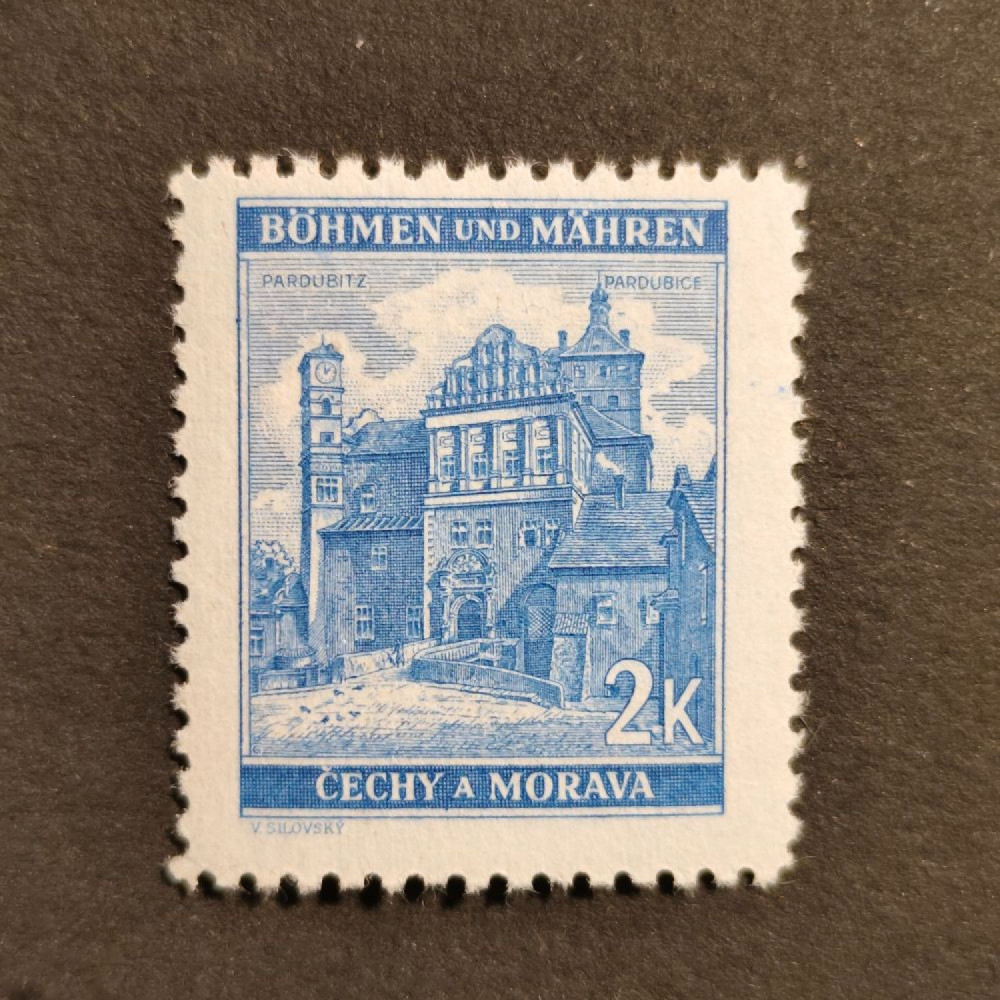 BÖHMEN UND MÄHREN
PARDUBITZ PARDUBICE
2K
ČECHY A MORAVA
V. SILOVSKÝ